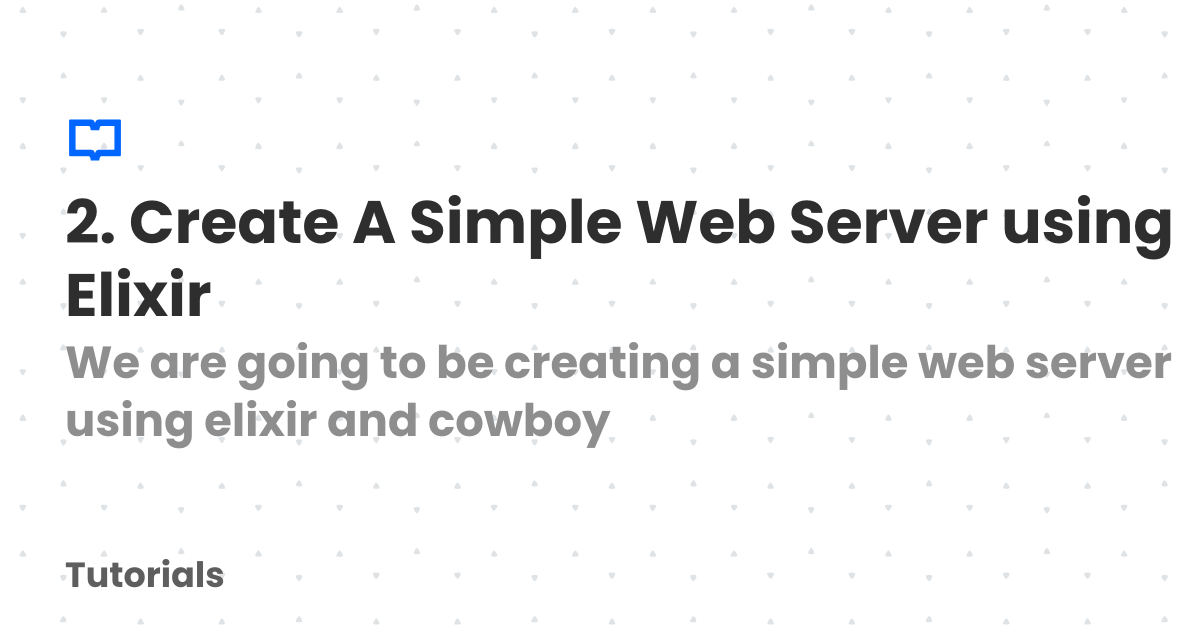 2. Create A Simple Web Server using
Elixir
We are going to be creating a simple web server
using elixir and cowboy
Tutorials